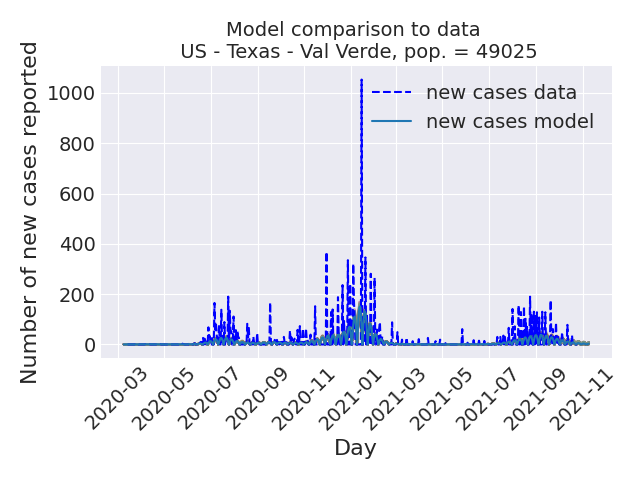 Model comparison to data
US - Texas - Val Verde, pop. = 49025
Number of new cases reported
1000
800
600
400
200
0
new cases data
new cases model
2020-03
2020-05
2020-07
2020-09
2020-11
2021-01
2021-03
2021-05
2021-07
2021-09
2021-11
Day